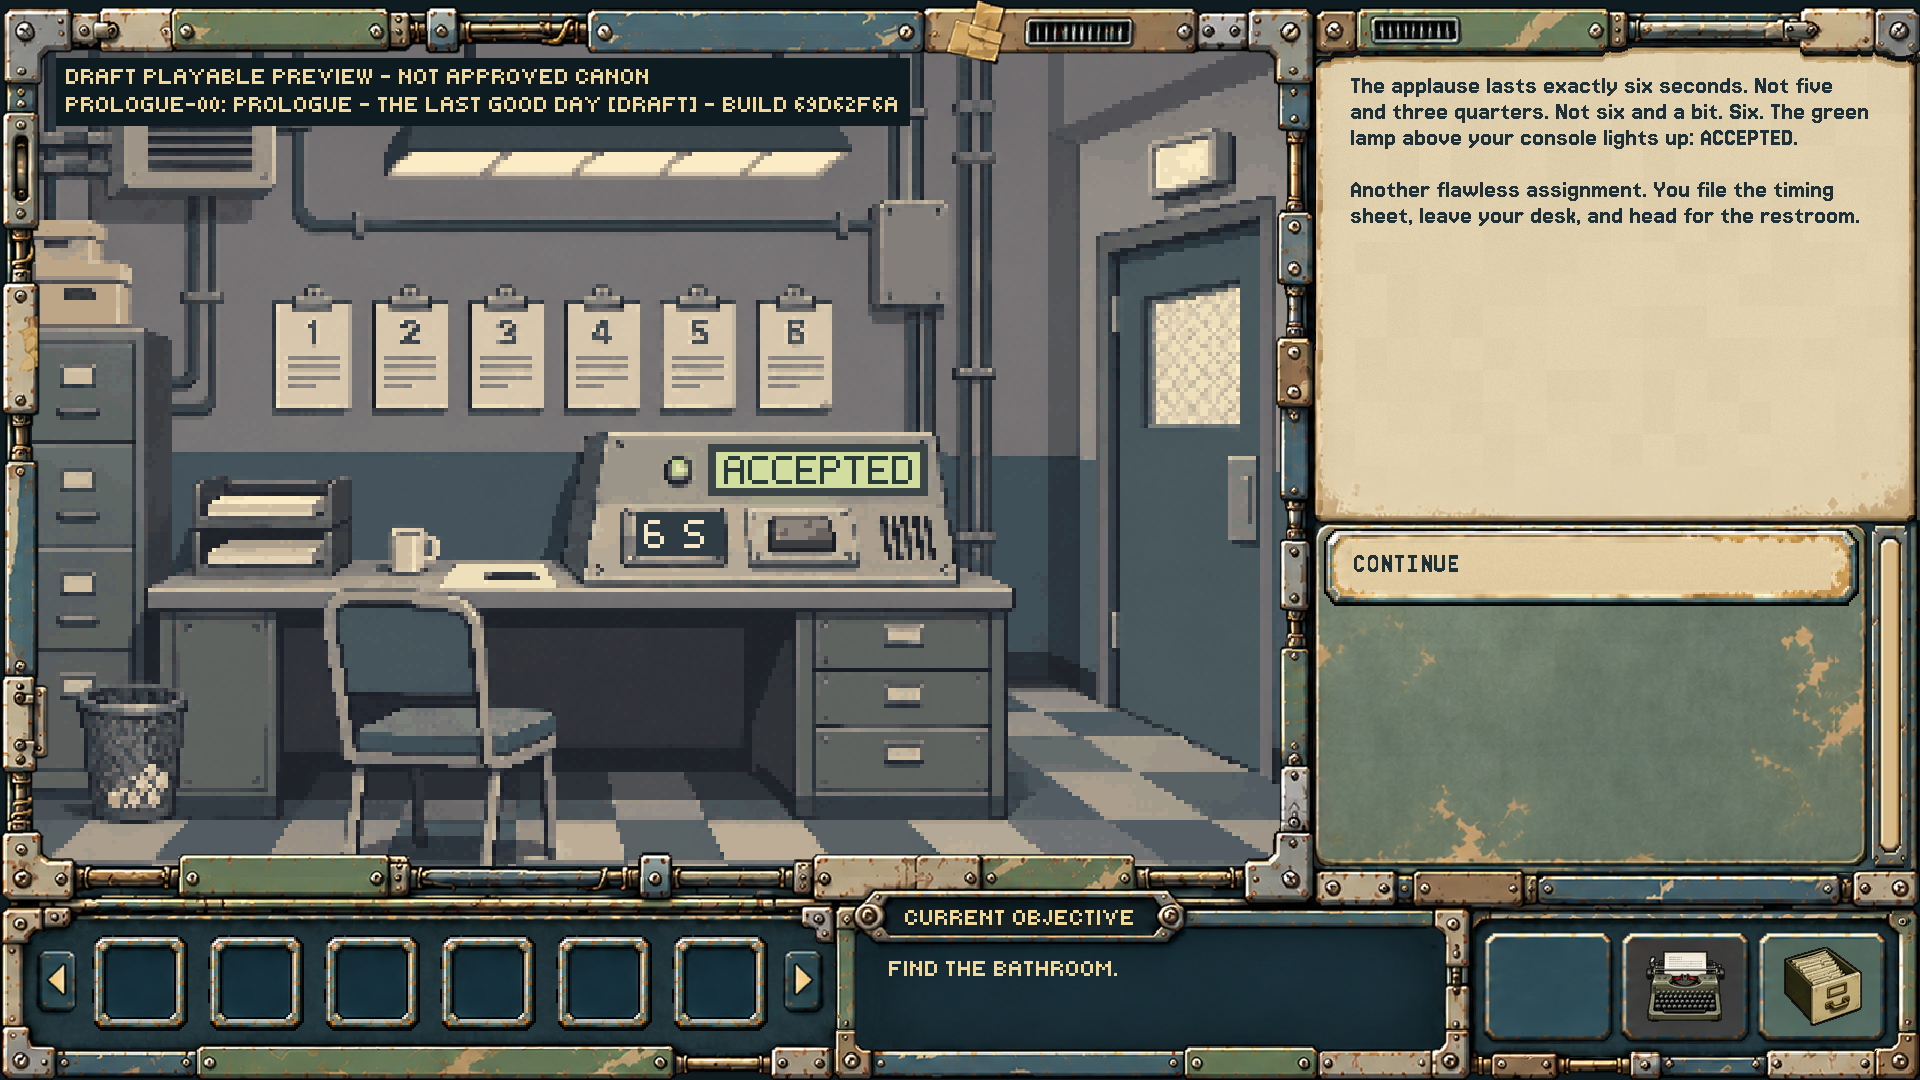 DRAFT PLAYABLE PREVIEW - NOT APPROVED CANON
PROLOGUE-00: PROLOGUE - THE LAST GOOD DAY [DRAFT] - BUILD 69D62F6A
1 2 3 4 5 6
ACCEPTED
6 S
The applause lasts exactly six seconds. Not five
and three quarters. Not six and a bit. Six. The green
lamp above your console lights up: ACCEPTED.
Another flawless assignment. You file the timing
sheet, leave your desk, and head for the restroom.
CONTINUE
CURRENT OBJECTIVE
FIND THE BATHROOM.